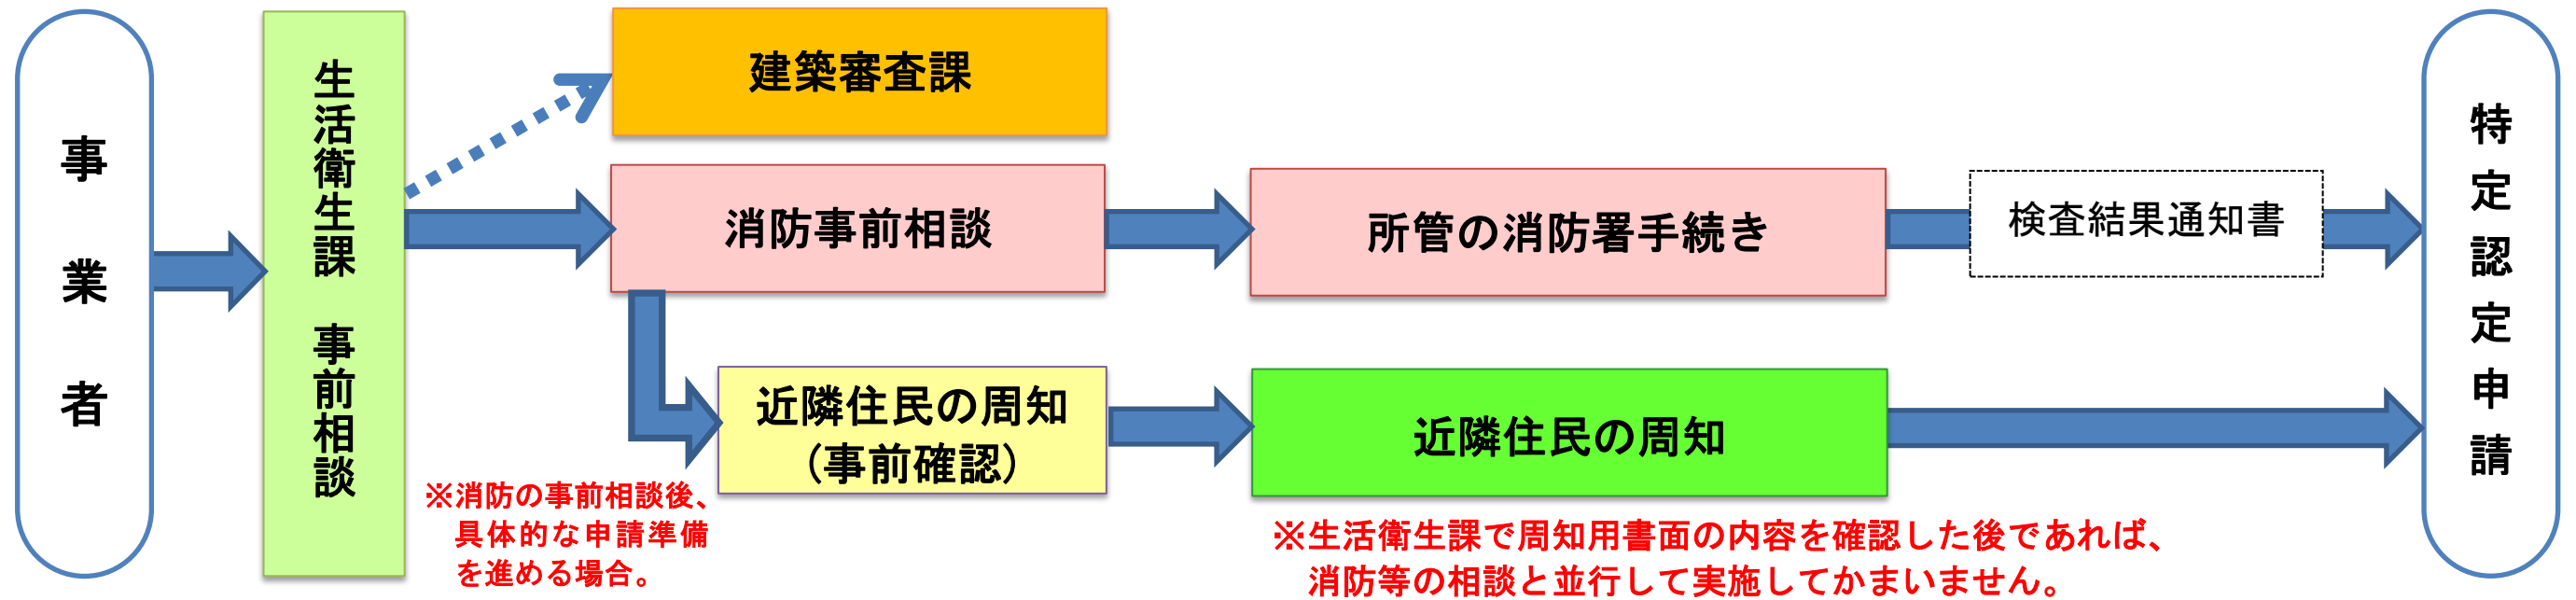 事業者
生活衛生課　事前相談
建築審査課
消防事前相談
所管の消防署手続き
検査結果通知書
近隣住民の周知
（事前確認）
※消防の事前相談後、
具体的な申請準備
を進める場合。
近隣住民の周知
※生活衛生課で周知用書面の内容を確認した後であれば、
消防等の相談と並行して実施してかまいません。
特定認定申請